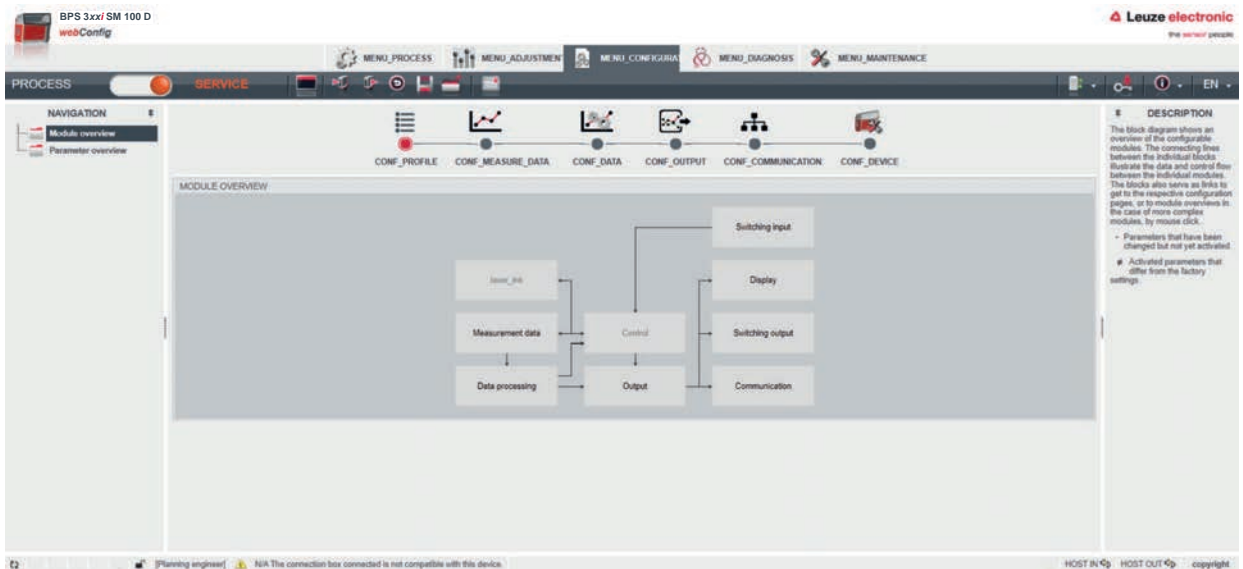 BPS 3xxi SM 100 D
webConfig
Leuze electronic
the sensor people
MENU_PROCESS
MENU_ADJUSTMEN
MENU_CONFIGURA
MENU_DIAGNOSIS
MENU_MAINTENANCE
PROCESS
SERVICE
EN
NAVIGATION
Module overview
Parameter overview
CONF_PROFILE
CONF_MEASURE_DATA
CONF_DATA
CONF_OUTPUT
CONF_COMMUNICATION
CONF_DEVICE
MODULE OVERVIEW
Switching input
Display
Measurement data
Control
Switching output
Data processing
Output
Communication
DESCRIPTION
The block diagram shows an
overview of the configurable
modules. The connecting lines
between the individual blocks
illustrate the data and control flow
between the individual modules.
The blocks also serve as links to
get to the respective configuration
pages, or to module overviews in
the case of more complex
modules, by mouse click.
- Parameters that have been
changed but not yet activated
≠ Activated parameters that
differ from the factory
settings.
[Planning engineer]
N/A The connection box connected is not compatible with this device.
HOST IN
HOST OUT
copyright